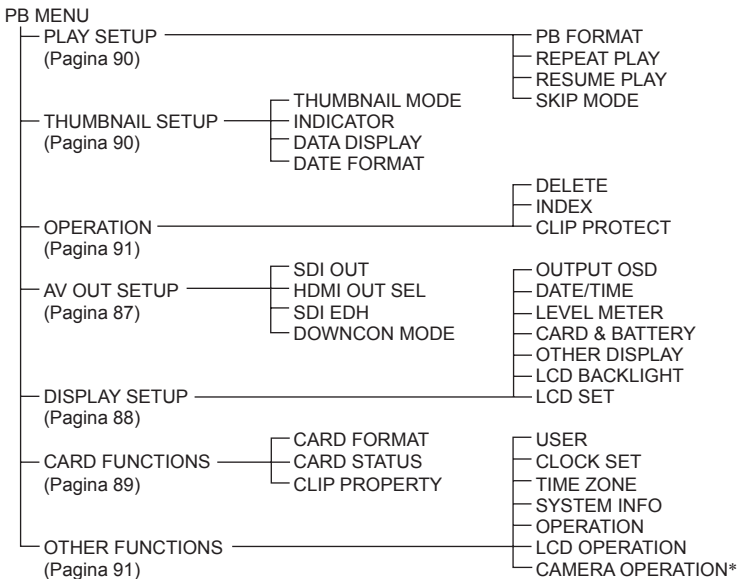 PB MENU
PLAY SETUP
(Pagina 90)
PB FORMAT
REPEAT PLAY
RESUME PLAY
SKIP MODE
THUMBNAIL SETUP
(Pagina 90)
THUMBNAIL MODE
INDICATOR
DATA DISPLAY
DATE FORMAT
OPERATION
(Pagina 91)
DELETE
INDEX
CLIP PROTECT
AV OUT SETUP
(Pagina 87)
SDI OUT
HDMI OUT SEL
SDI EDH
DOWNCON MODE
DISPLAY SETUP
(Pagina 88)
OUTPUT OSD
DATE/TIME
LEVEL METER
CARD & BATTERY
OTHER DISPLAY
LCD BACKLIGHT
LCD SET
CARD FUNCTIONS
(Pagina 89)
CARD FORMAT
CARD STATUS
CLIP PROPERTY
OTHER FUNCTIONS
(Pagina 91)
USER
CLOCK SET
TIME ZONE
SYSTEM INFO
OPERATION
LCD OPERATION
CAMERA OPERATION*